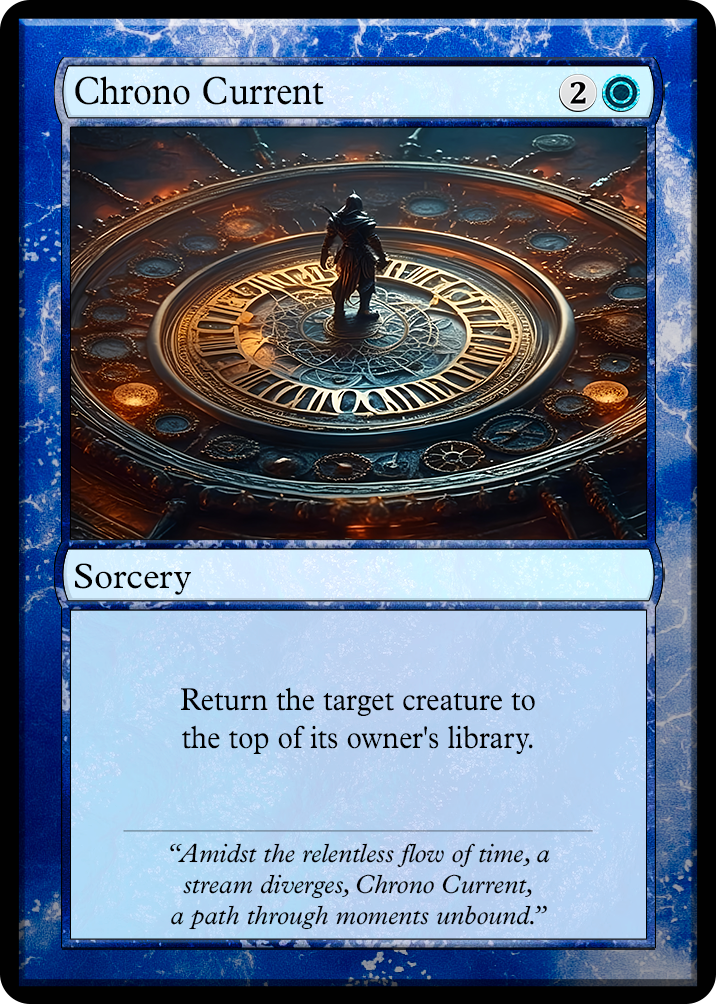 Chrono Current 2
Sorcery
Return the target creature to
the top of its owner's library.
“Amidst the relentless flow of time, a
stream diverges, Chrono Current,
a path through moments unbound.”